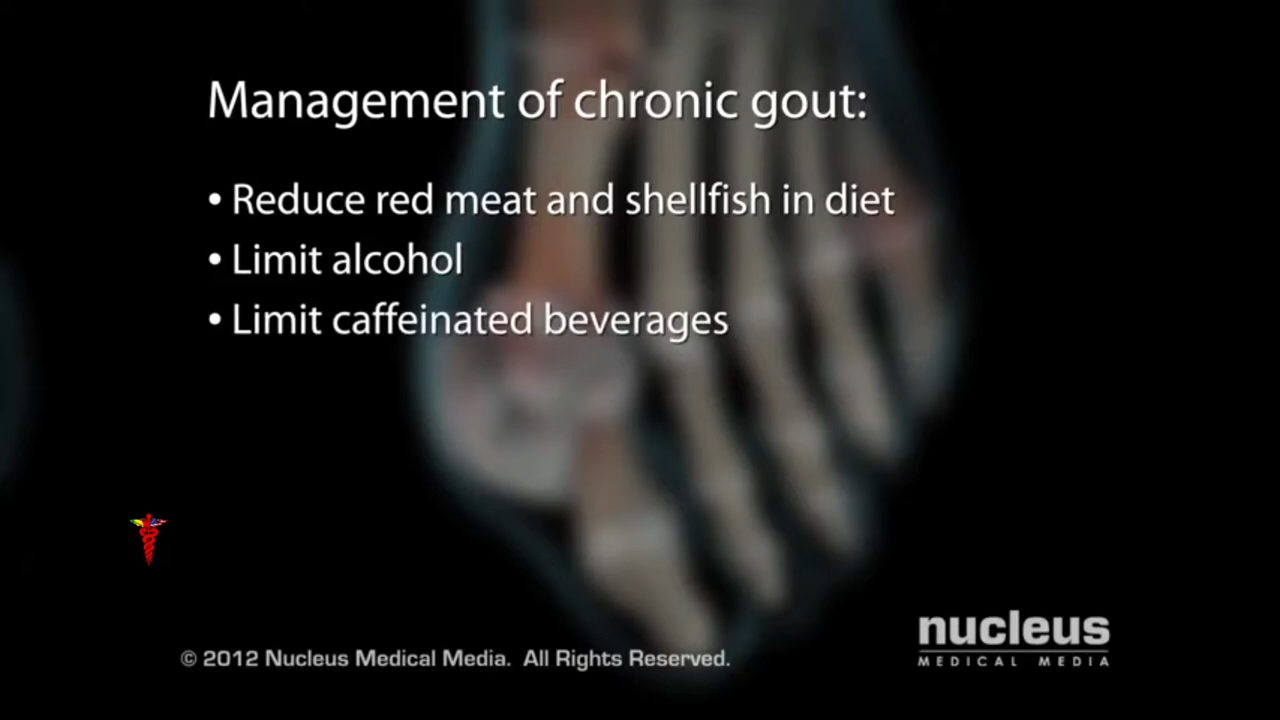 Management of chronic gout:
• Reduce red meat and shellfish in diet
• Limit alcohol
• Limit caffeinated beverages
nucleus
MEDICAL MEDIA
© 2012 Nucleus Medical Media. All Rights Reserved.